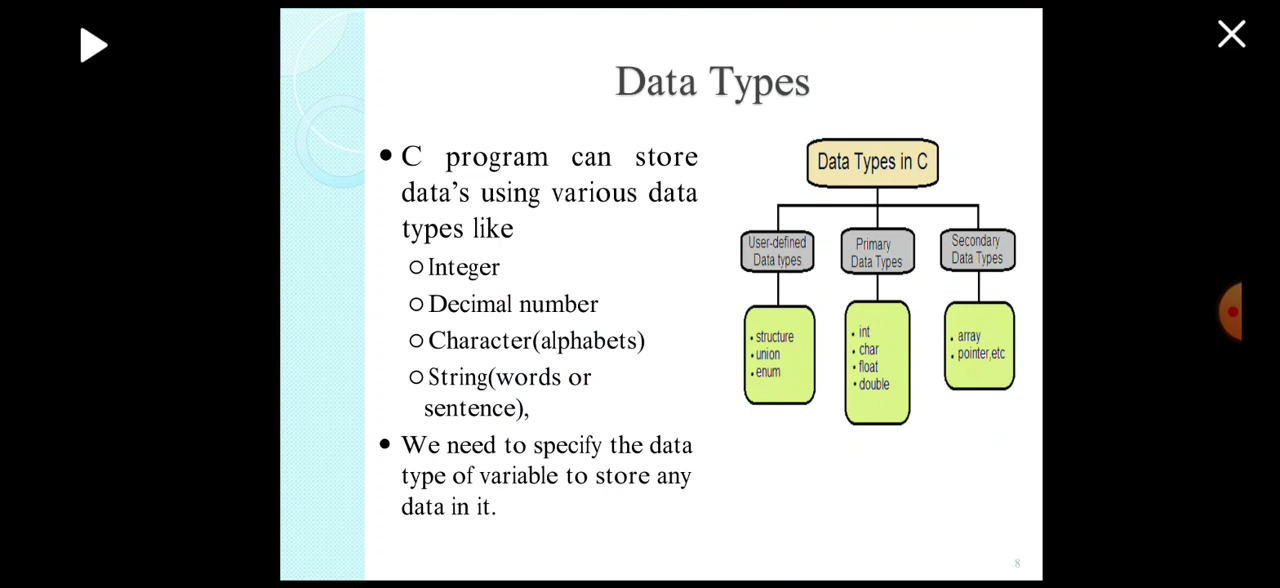 Data Types
• C program can store
data’s using various data
types like
○ Integer
○ Decimal number
○ Character(alphabets)
○ String(words or
sentence),
• We need to specify the data
type of variable to store any
data in it.
Data Types in C
User-defined
Data types
Primary
Data Types
Secondary
Data Types
• structure
• union
• enum
• int
• char
• float
• double
• array
• pointer,etc
8